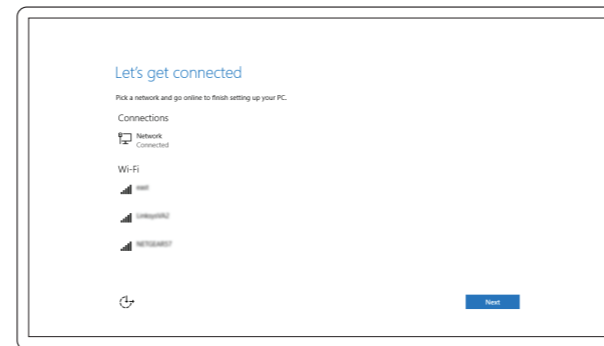 Let's get connected
Pick a network and go online to finish setting up your PC.
Connections
Network
Connected
Wi-Fi
NETGEAR57
Next